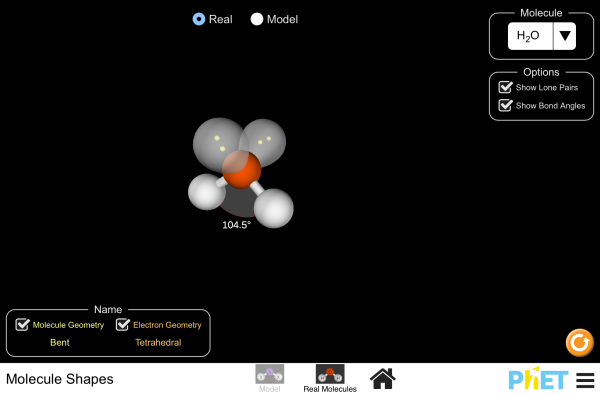 Real
Model
Molecule
H₂O
Options
Show Lone Pairs
Show Bond Angles
104.5°
Name
Molecule Geometry
Electron Geometry
Bent
Tetrahedral
Molecule Shapes
Model
Real Molecules
PhET